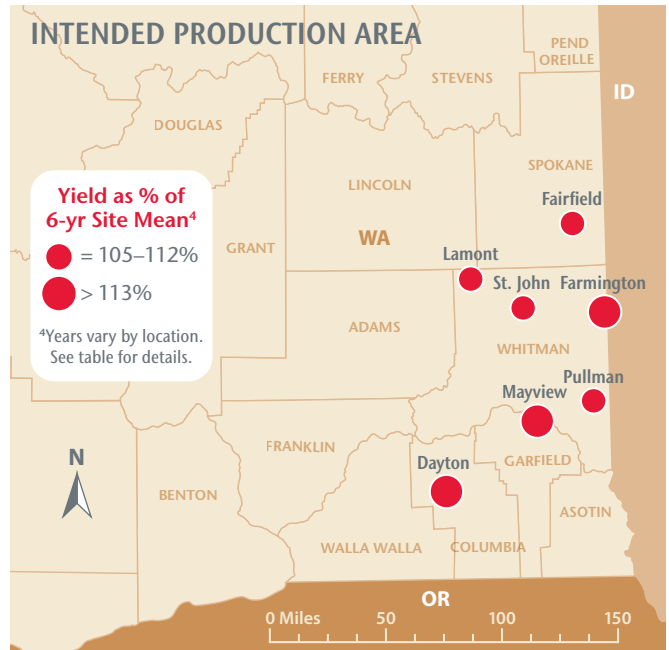 INTENDED PRODUCTION AREA
PEND
OREILLE
FERRY
STEVENS
ID
DOUGLAS
SPOKANE
LINCOLN
Yield as % of
6-yr Site Mean⁴
= 105–112%
> 113%
⁴Years vary by location.
See table for details.
Fairfield
WA
GRANT
Lamont
St. John
Farmington
ADAMS
WHITMAN
Pullman
Mayview
FRANKLIN
Dayton
GARFIELD
N
BENTON
ASOTIN
WALLA WALLA
COLUMBIA
OR
0 Miles
50
100
150